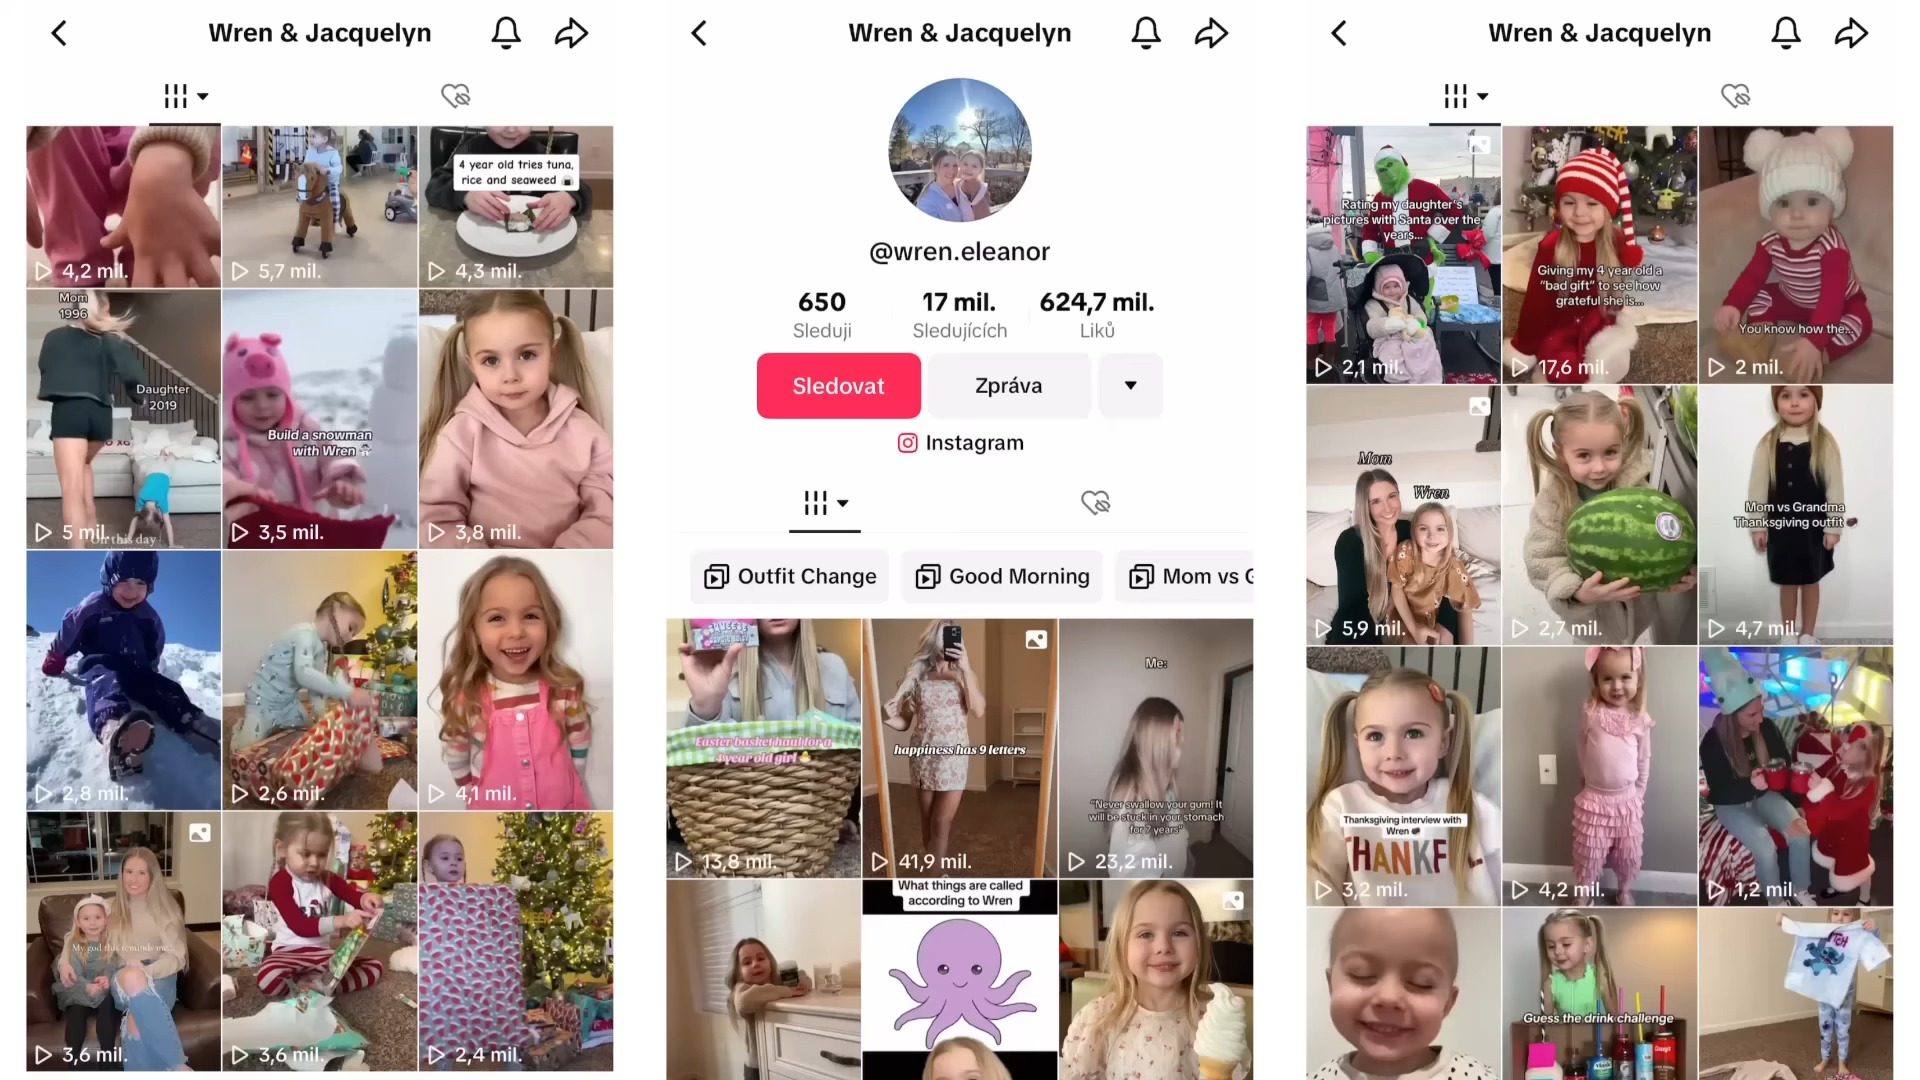 Wren & Jacquelyn
4,2 mil.
5,7 mil.
4 year old tries tuna,
rice and seaweed
4,3 mil.
Mom
1996
Daughter
2019
5 mil.
On this day
Build a snowman
with Wren
3,5 mil.
3,8 mil.
2,8 mil.
2,6 mil.
4,1 mil.
My god this reminds me...
3,6 mil.
3,6 mil.
2,4 mil.
Wren & Jacquelyn
@wren.eleanor
650
Sleduji
17 mil.
Sledujících
624,7 mil.
Liků
Sledovat
Zpráva
Instagram
Outfit Change
Good Morning
Mom vs G
SQUEEZE
Easter basket haul for a
4 year old girl
13,8 mil.
happiness has 9 letters
41,9 mil.
Me:
"Never swallow your gum! It
will be stuck in your stomach
for 7 years"
23,2 mil.
What things are called
according to Wren
Wren & Jacquelyn
Rating my daughter's
pictures with Santa over the
years...
2,1 mil.
Giving my 4 year old a
"bad gift" to see how
grateful she is...
17,6 mil.
You know how the...
2 mil.
Mom
Wren
5,9 mil.
2,7 mil.
Mom vs Grandma
Thanksgiving outfit
4,7 mil.
Thanksgiving interview with
Wren
THANKF
3,2 mil.
4,2 mil.
1,2 mil.
Guess the drink challenge